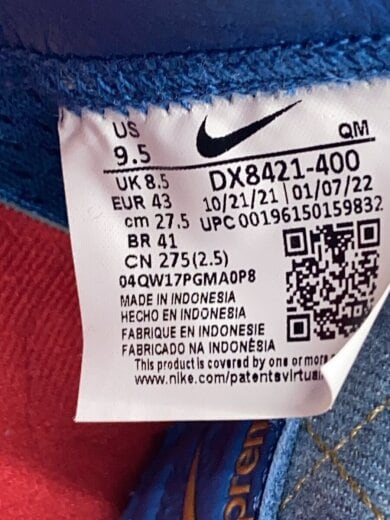 US
9.5
QM
UK 8.5
DX8421-400
EUR 43
10/21/21 | 01/07/22
cm 27.5
UPC 00196150159832
BR 41
CN 275(2.5)
04QW17PGMA0P8
MADE IN INDONESIA
HECHO EN INDONESIA
FABRIQUE EN INDONESIE
FABRICADO NA INDONÉSIA
This product is covered by one or more
www.nike.com/patents
prem